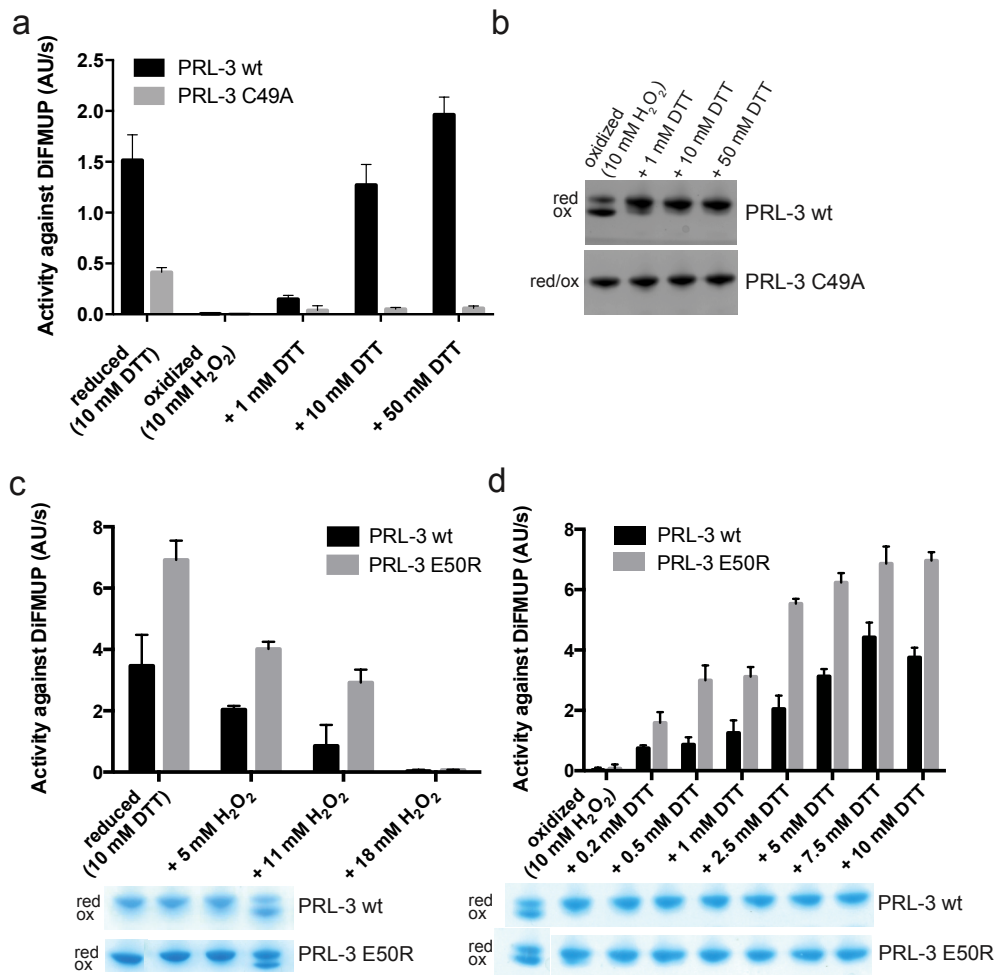 a
Activity against DiFMUP (AU/s)
2.5
2.0
1.5
1.0
0.5
0.0
PRL-3 wt
PRL-3 C49A
reduced
(10 mM DTT)
oxidized
(10 mM H₂O₂)
+ 1 mM DTT
+ 10 mM DTT
+ 50 mM DTT
b
oxidized
(10 mM H₂O₂)
+ 1 mM DTT
+ 10 mM DTT
+ 50 mM DTT
red
ox
PRL-3 wt
red/ox
PRL-3 C49A
c
Activity against DiFMUP (AU/s)
8
6
4
2
0
PRL-3 wt
PRL-3 E50R
reduced
(10 mM DTT)
+ 5 mM H₂O₂
+ 11 mM H₂O₂
+ 18 mM H₂O₂
red
ox
PRL-3 wt
red
ox
PRL-3 E50R
d
Activity against DiFMUP (AU/s)
8
6
4
2
0
PRL-3 wt
PRL-3 E50R
oxidized
(10 mM H₂O₂)
+ 0.2 mM DTT
+ 0.5 mM DTT
+ 1 mM DTT
+ 2.5 mM DTT
+ 5 mM DTT
+ 7.5 mM DTT
+ 10 mM DTT
red
ox
PRL-3 wt
red
ox
PRL-3 E50R